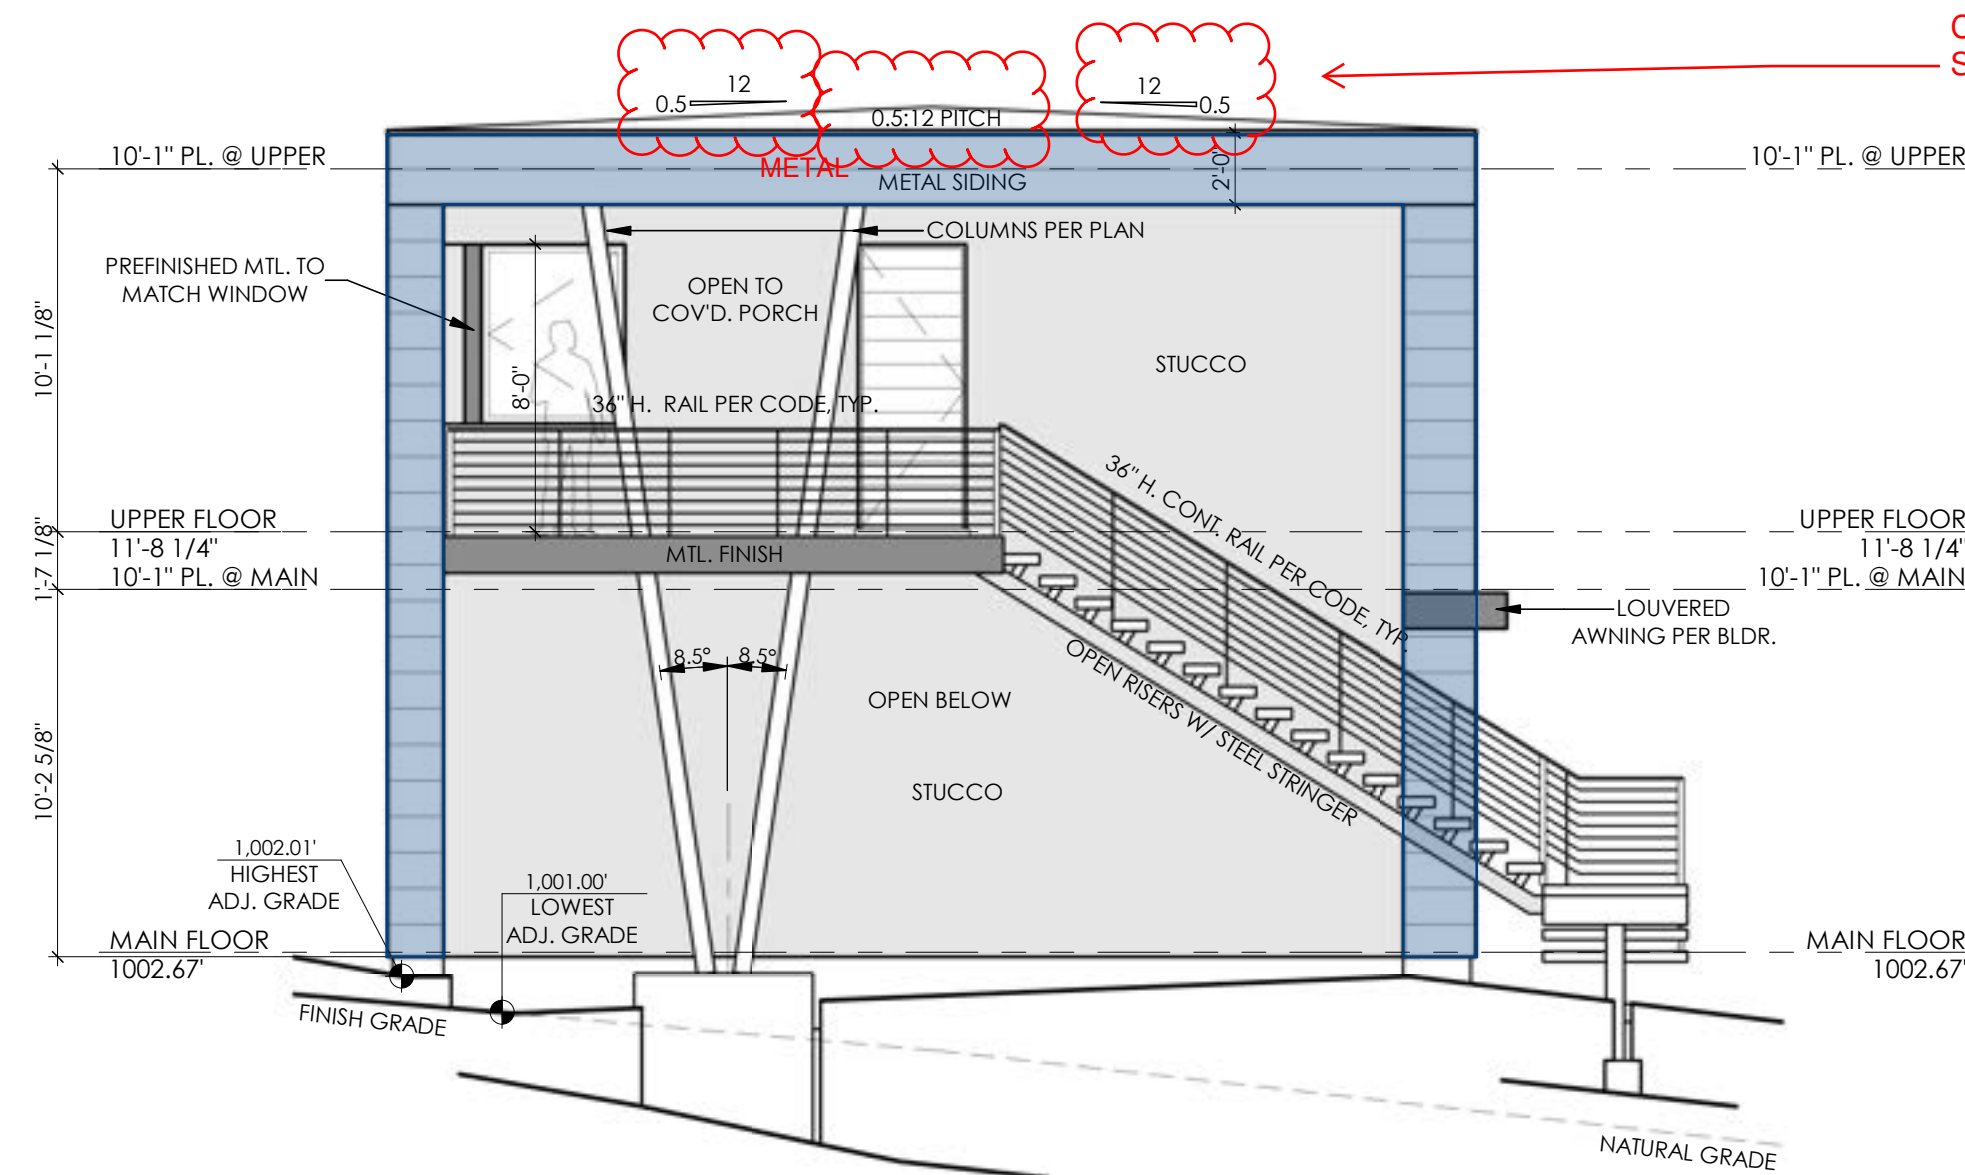 C
S
12
0.5
0.5:12 PITCH
12
0.5
10'-1" PL. @ UPPER
10'-1" PL. @ UPPER
METAL
METAL SIDING
2'-0"
COLUMNS PER PLAN
PREFINISHED MTL. TO
MATCH WINDOW
OPEN TO
COV'D. PORCH
STUCCO
10'-1 1/8"
8'-0"
36" H. RAIL PER CODE, TYP.
36" H. CONT. RAIL PER CODE, TYP.
UPPER FLOOR
11'-8 1/4"
10'-1" PL. @ MAIN
1'-7 1/8"
MTL. FINISH
UPPER FLOOR
11'-8 1/4"
10'-1" PL. @ MAIN
LOUVERED
AWNING PER BLDR.
8.5°
8.5°
OPEN BELOW
OPEN RISERS W/ STEEL STRINGER
STUCCO
10'-2 5/8"
1,002.01'
HIGHEST
ADJ. GRADE
1,001.00'
LOWEST
ADJ. GRADE
MAIN FLOOR
1002.67'
MAIN FLOOR
1002.67'
FINISH GRADE
NATURAL GRADE